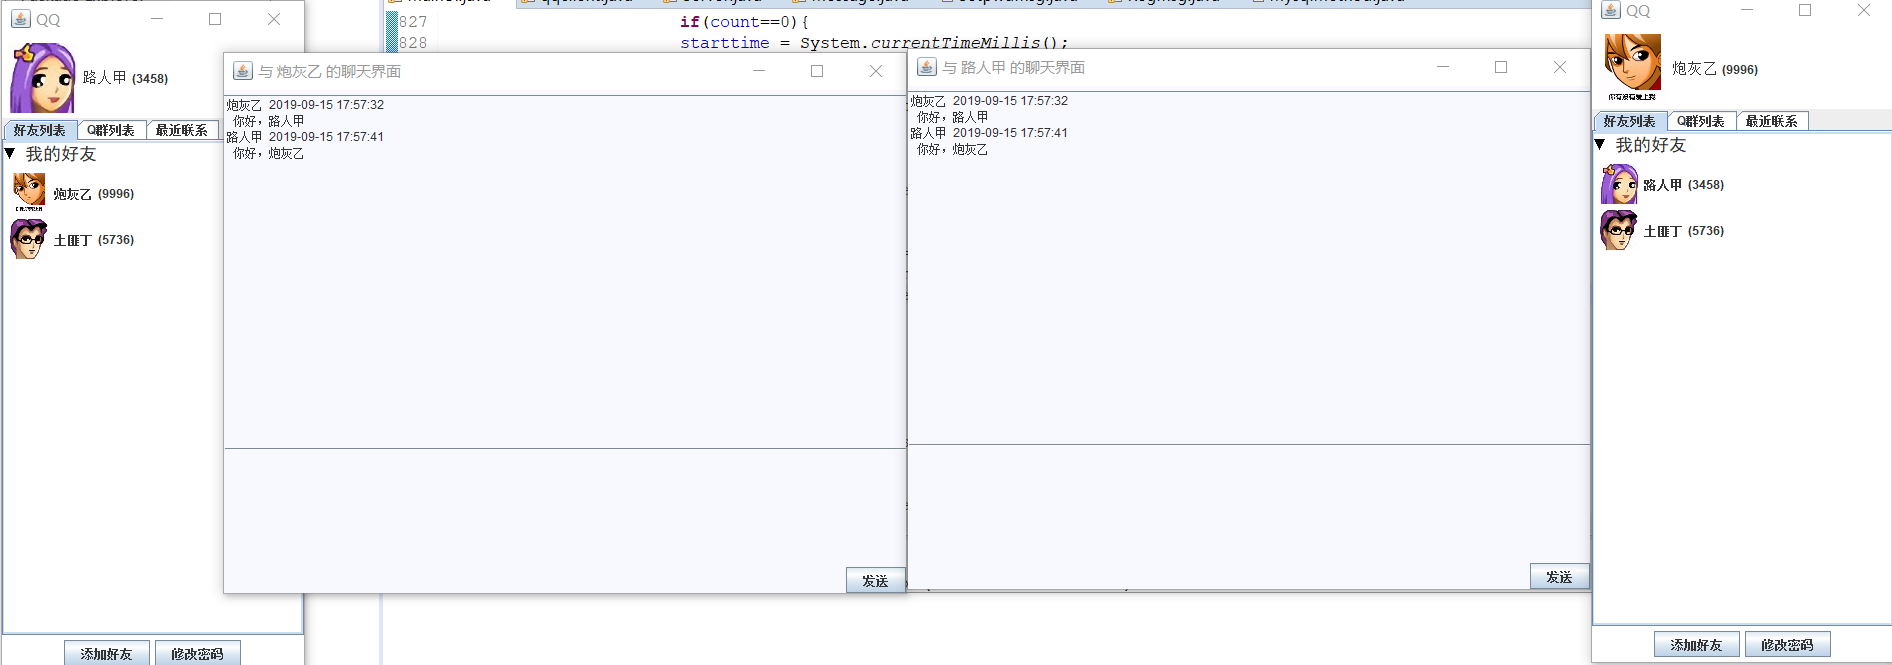 QQ
路人甲 (3458)
好友列表 Q群列表 最近联系
我的好友
炮灰乙 (9996)
土匪丁 (5736)
添加好友 修改密码
827 if(count==0){
828 starttime = System.currentTimeMillis();
与 炮灰乙 的聊天界面
炮灰乙 2019-09-15 17:57:32
你好，路人甲
路人甲 2019-09-15 17:57:41
你好，炮灰乙
发送
与 路人甲 的聊天界面
炮灰乙 2019-09-15 17:57:32
你好，路人甲
路人甲 2019-09-15 17:57:41
你好，炮灰乙
发送
QQ
炮灰乙 (9996)
你有没有爱上我
好友列表 Q群列表 最近联系
我的好友
路人甲 (3458)
土匪丁 (5736)
添加好友 修改密码